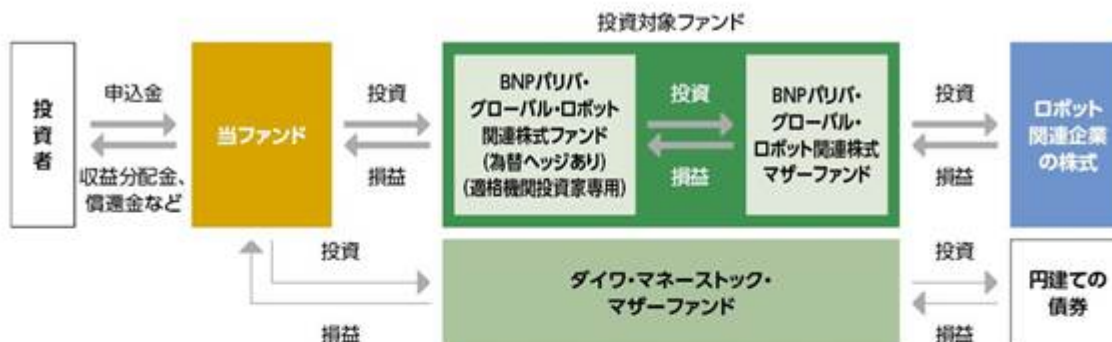 投資対象ファンド
投
資
者
申込金
収益分配金、
償還金など
当ファンド
投資
損益
BNPパリバ・
グローバル・ロボット
関連株式ファンド
(為替ヘッジあり)
(適格機関投資家専用)
投資
損益
BNPパリバ・
グローバル・
ロボット関連株式
マザーファンド
投資
損益
ロボット
関連企業
の株式
投資
損益
ダイワ・マネーストック・
マザーファンド
投資
損益
円建ての
債券